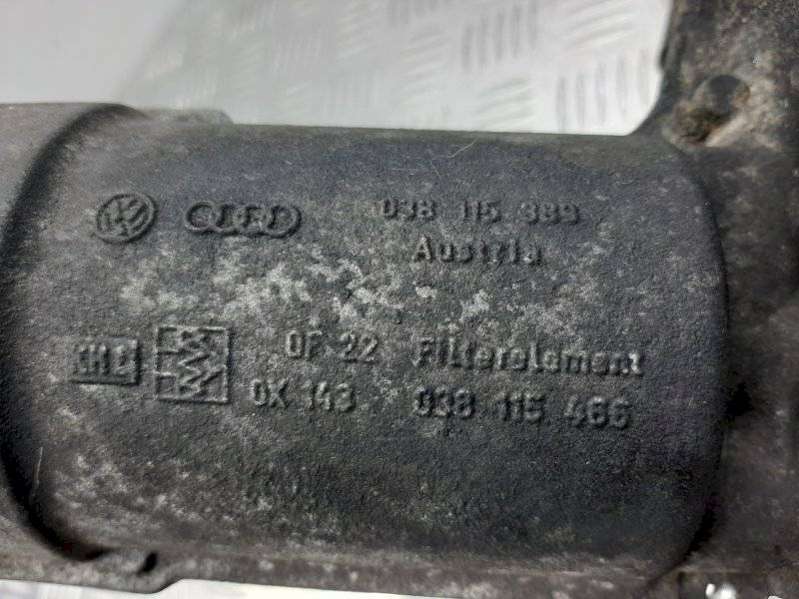 038 115 389
Austria
OF 22 Filterelement
OX 143 038 115 466